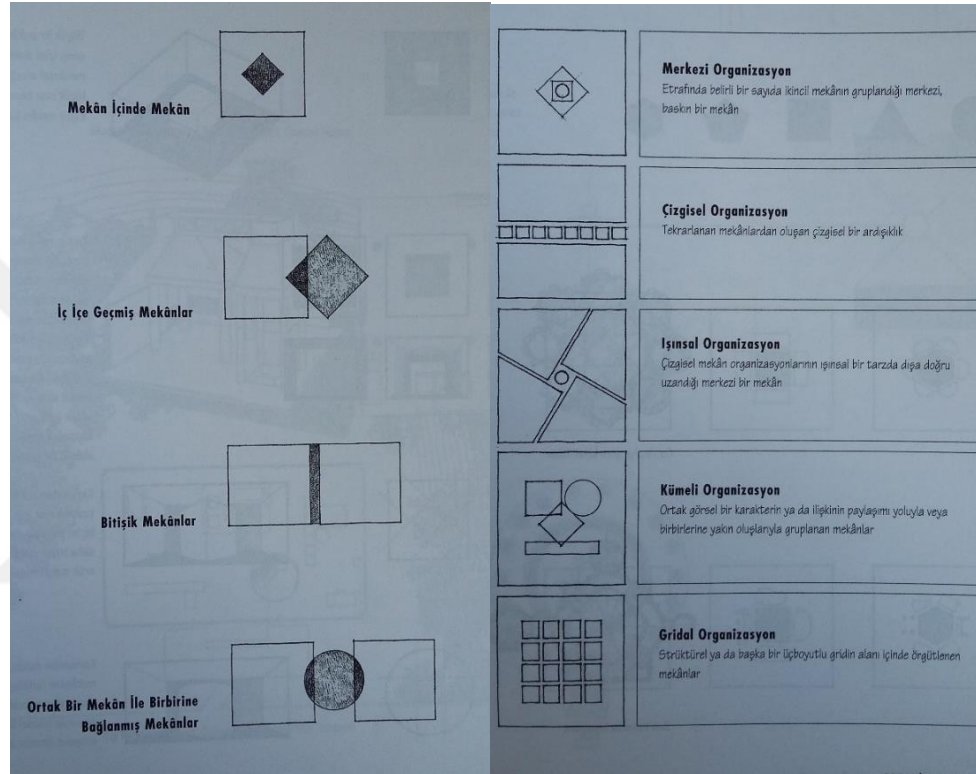 Mekân İçinde Mekân
İç İçe Geçmiş Mekânlar
Bitişik Mekânlar
Ortak Bir Mekân İle Birbirine
Bağlanmış Mekânlar
Merkezi Organizasyon
Etrafında belirli bir sayıda ikincil mekânın gruplandığı merkezi,
baskın bir mekân
Çizgisel Organizasyon
Tekrarlanan mekânlardan oluşan çizgisel bir ardışıklık
Işınsal Organizasyon
Çizgisel mekân organizasyonlarının ışınsal bir tarzda dışa doğru
uzandığı merkezi bir mekân
Kümeli Organizasyon
Ortak görsel bir karakterin ya da ilişkinin paylaşımı yoluyla veya
birbirlerine yakın oluşlarıyla gruplanan mekânlar
Gridal Organizasyon
Strüktürel ya da başka bir üçboyutlu gridin alanı içinde örgütlenen
mekânlar